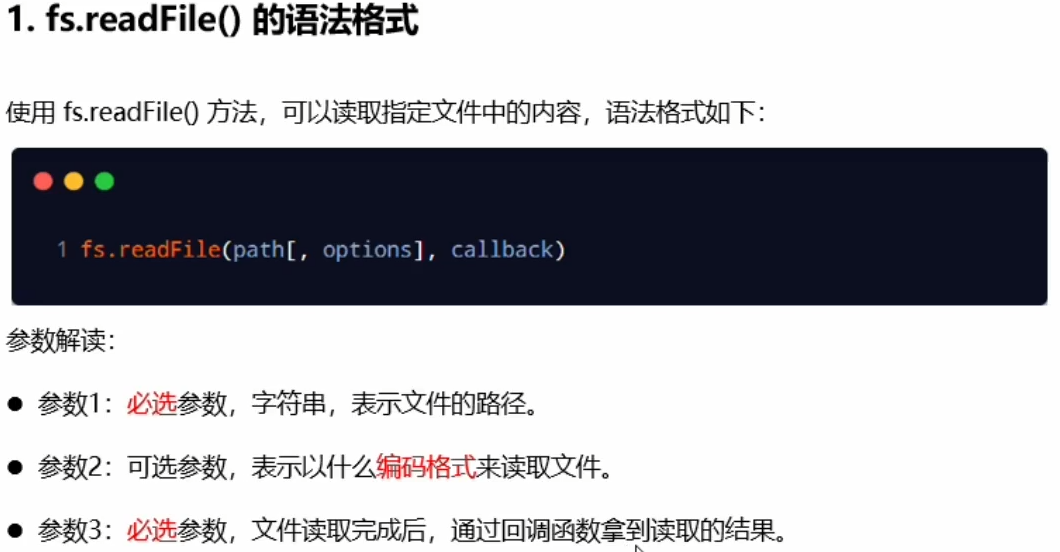 1. fs.readFile() 的语法格式
使用 fs.readFile() 方法，可以读取指定文件中的内容，语法格式如下：
1 fs.readFile(path[, options], callback)
参数解读：
● 参数1：必选参数，字符串，表示文件的路径。
● 参数2：可选参数，表示以什么编码格式来读取文件。
● 参数3：必选参数，文件读取完成后，通过回调函数拿到读取的结果。